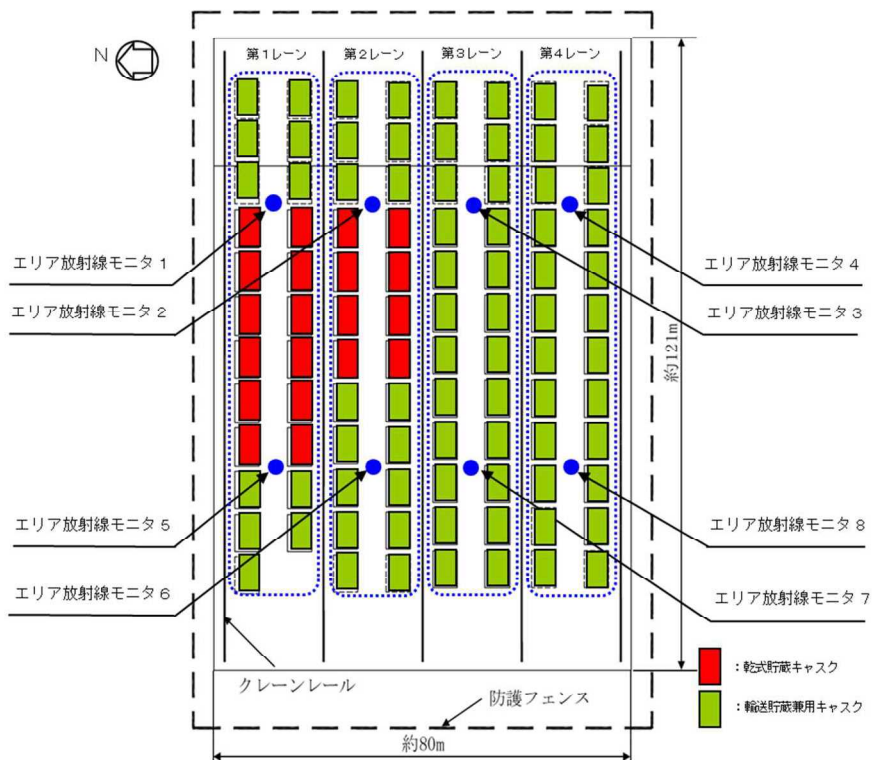 N
第1レーン
第2レーン
第3レーン
第4レーン
エリア放射線モニタ1
エリア放射線モニタ2
エリア放射線モニタ4
エリア放射線モニタ3
約121m
エリア放射線モニタ5
エリア放射線モニタ6
エリア放射線モニタ8
エリア放射線モニタ7
クレーンレール
防護フェンス
約80m
：乾式貯蔵キャスク
：輸送貯蔵兼用キャスク